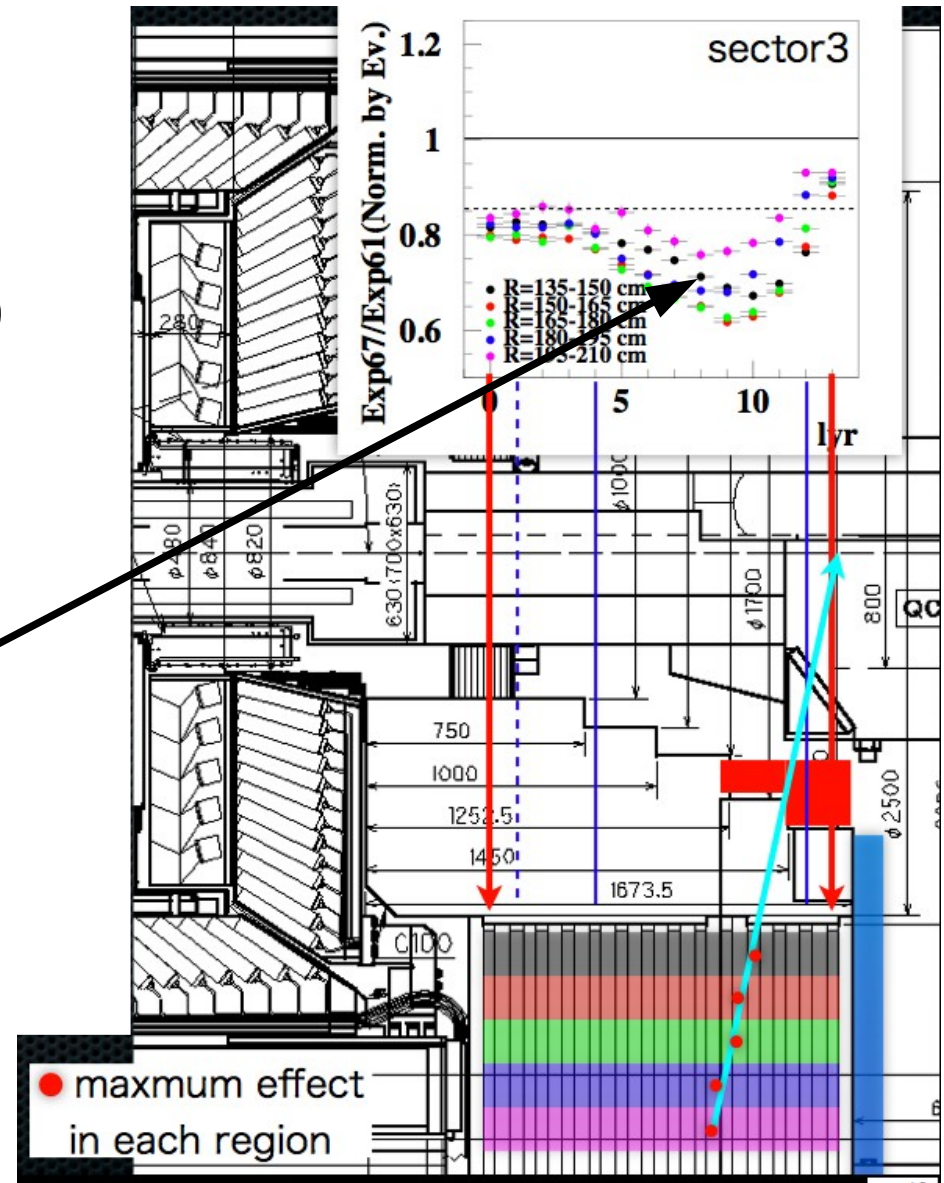 sector3
Exp67/Exp61(Norm. by Ev.)
1.2
1
0.8
0.6
R=135-150 cm
R=150-165 cm
R=165-180 cm
R=180-195 cm
cm
5
10
lyr
280
φ480
φ840
φ820
630
φ1700
800
QC
750
1000
1252.5
1450
1673.5
φ2500
C100
maxmum effect
in each region